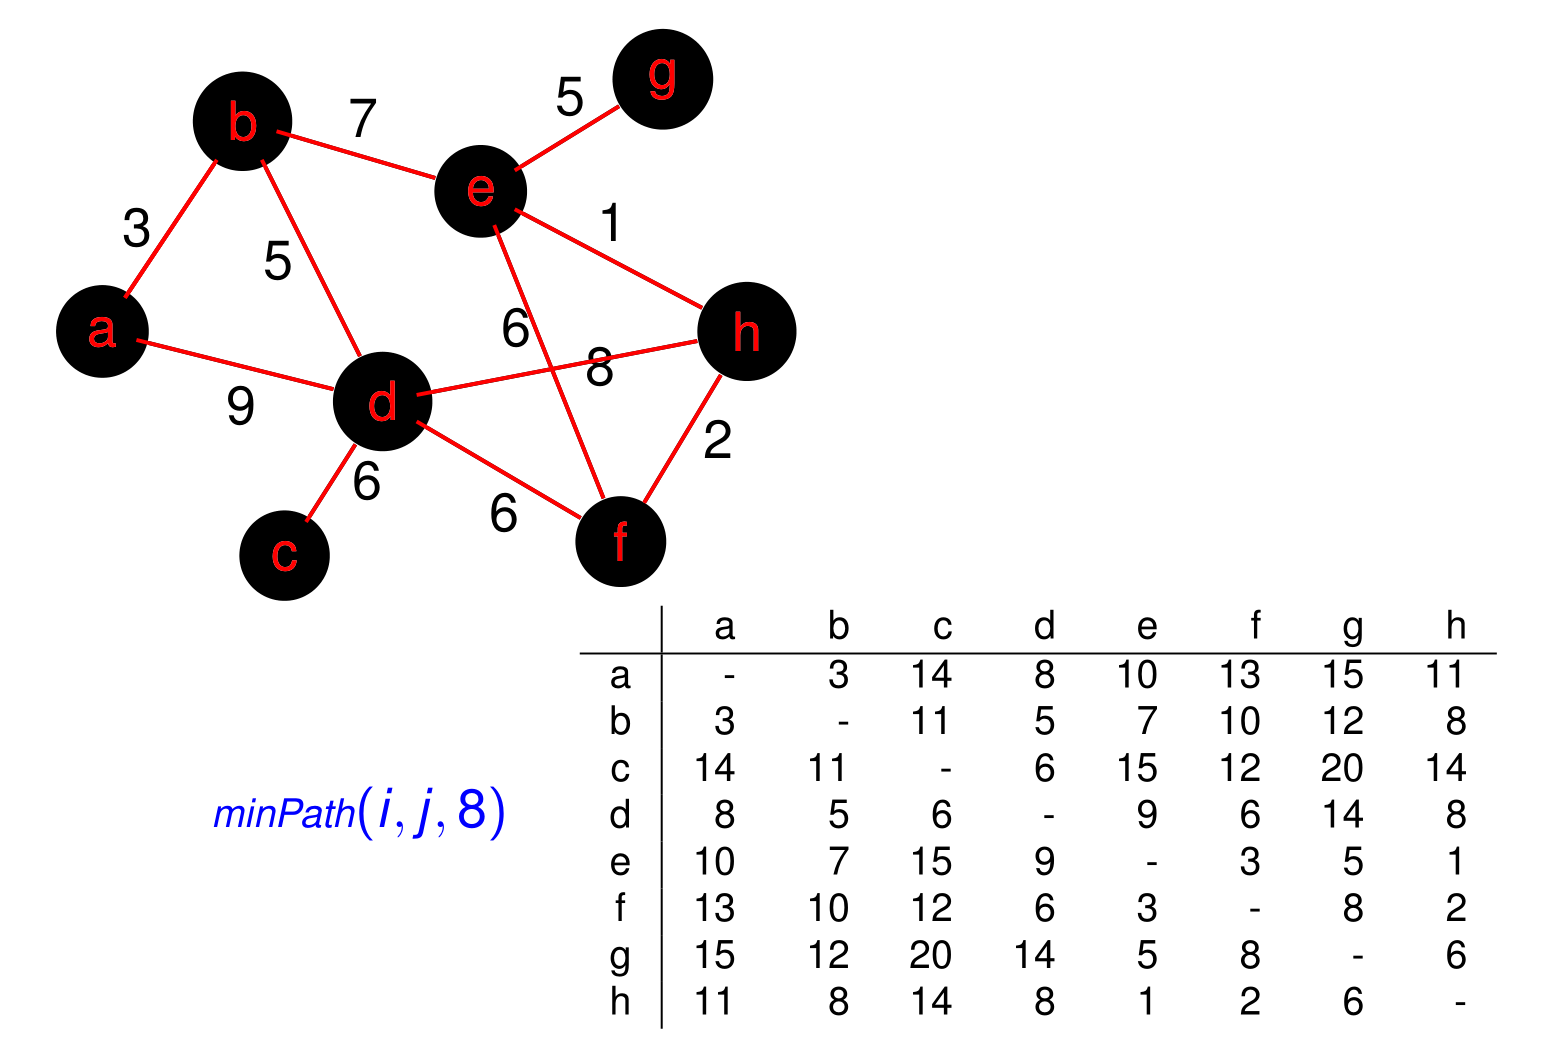 g
5
b
7
e
3
1
5
a
6
h
8
9
d
2
6
6
c
f
a b c d e f g h
a - 3 14 8 10 13 15 11
b 3 - 11 5 7 10 12 8
c 14 11 - 6 15 12 20 14
minPath(i, j, 8)
d 8 5 6 - 9 6 14 8
e 10 7 15 9 - 3 5 1
f 13 10 12 6 3 - 8 2
g 15 12 20 14 5 8 - 6
h 11 8 14 8 1 2 6 -